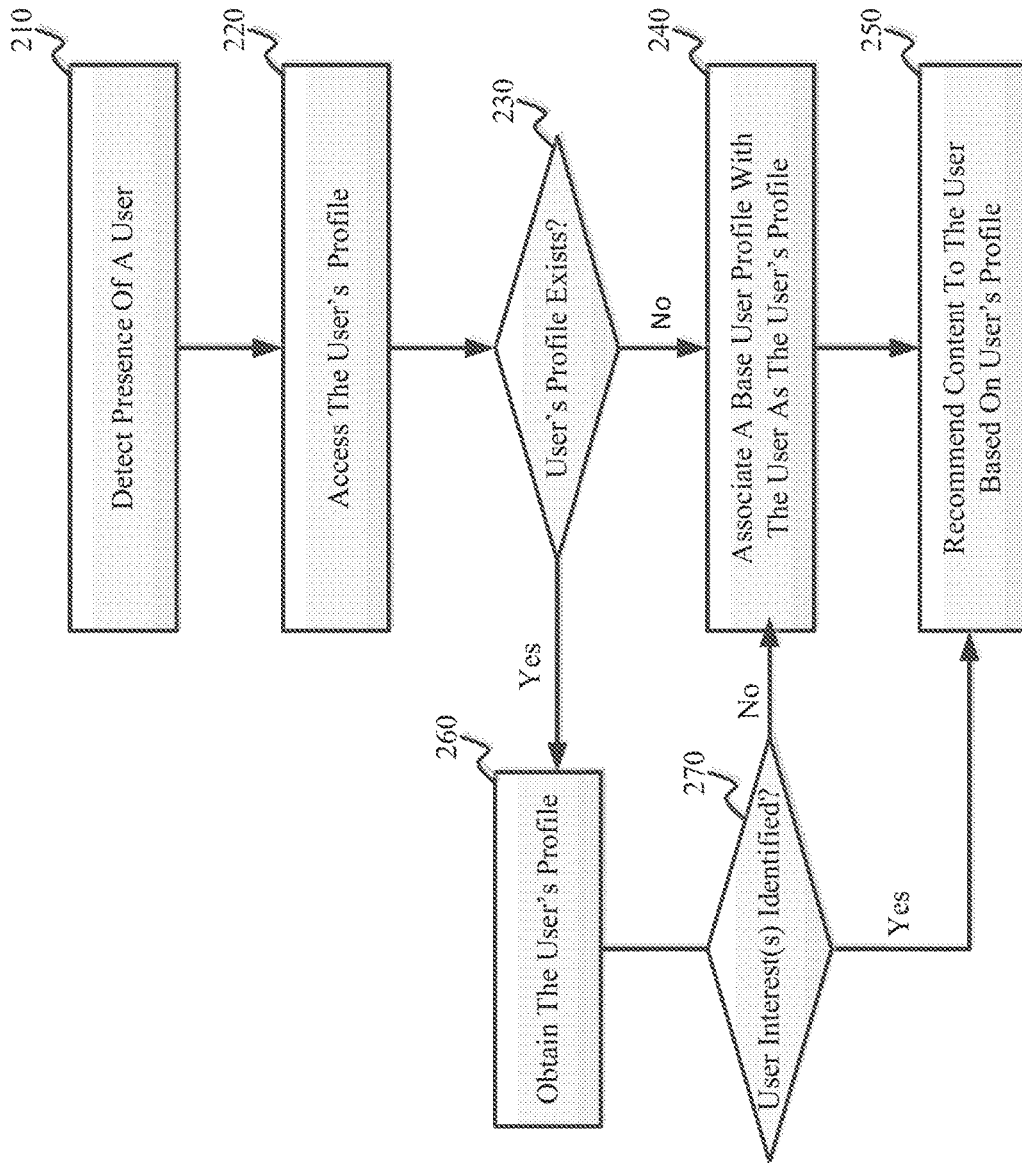 210
Detect Presence Of A User
220
Access The User's Profile
230
User's Profile Exists?
No
Yes
240
Associate A Base User Profile With
The User As The User's Profile
250
Recommend Content To The User
Based On User's Profile
260
Obtain The User's Profile
270
User Interest(s) Identified?
No
Yes